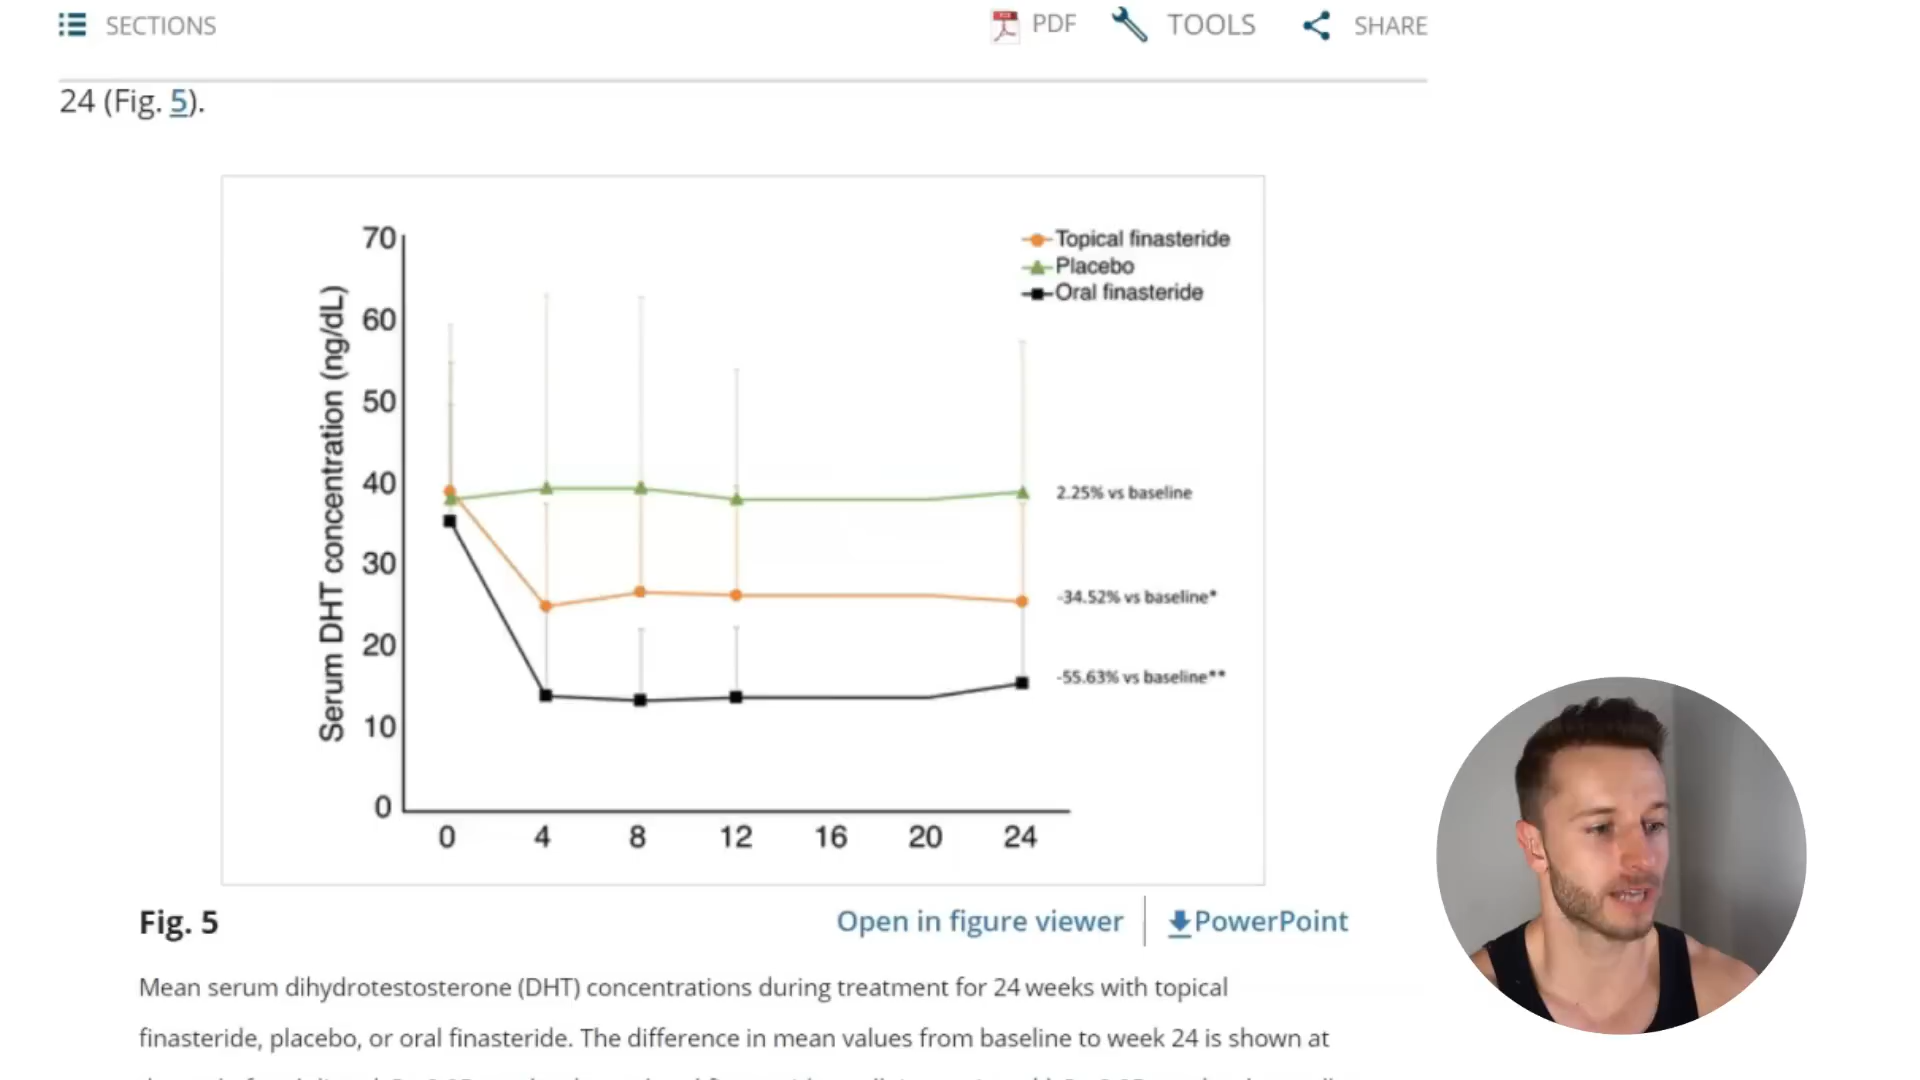 SECTIONS
PDF
TOOLS
SHARE
24 (Fig. 5).
Topical finasteride
Placebo
Oral finasteride
Serum DHT concentration (ng/dL)
70
60
50
40
30
20
10
0
2.25% vs baseline
-34.52% vs baseline*
-55.63% vs baseline**
0 4 8 12 16 20 24
Fig. 5
Open in figure viewer
PowerPoint
Mean serum dihydrotestosterone (DHT) concentrations during treatment for 24 weeks with topical
finasteride, placebo, or oral finasteride. The difference in mean values from baseline to week 24 is shown at